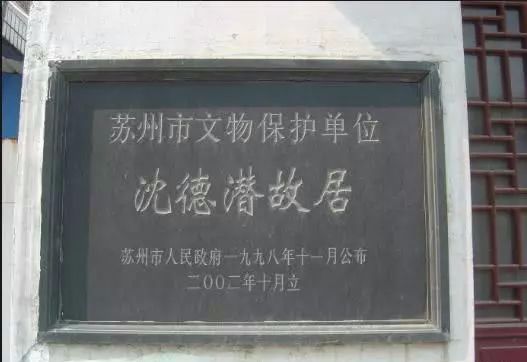 苏州市文物保护单位
沈德潜故居
苏州市人民政府一九九八年十一月公布
二〇〇二年十月立